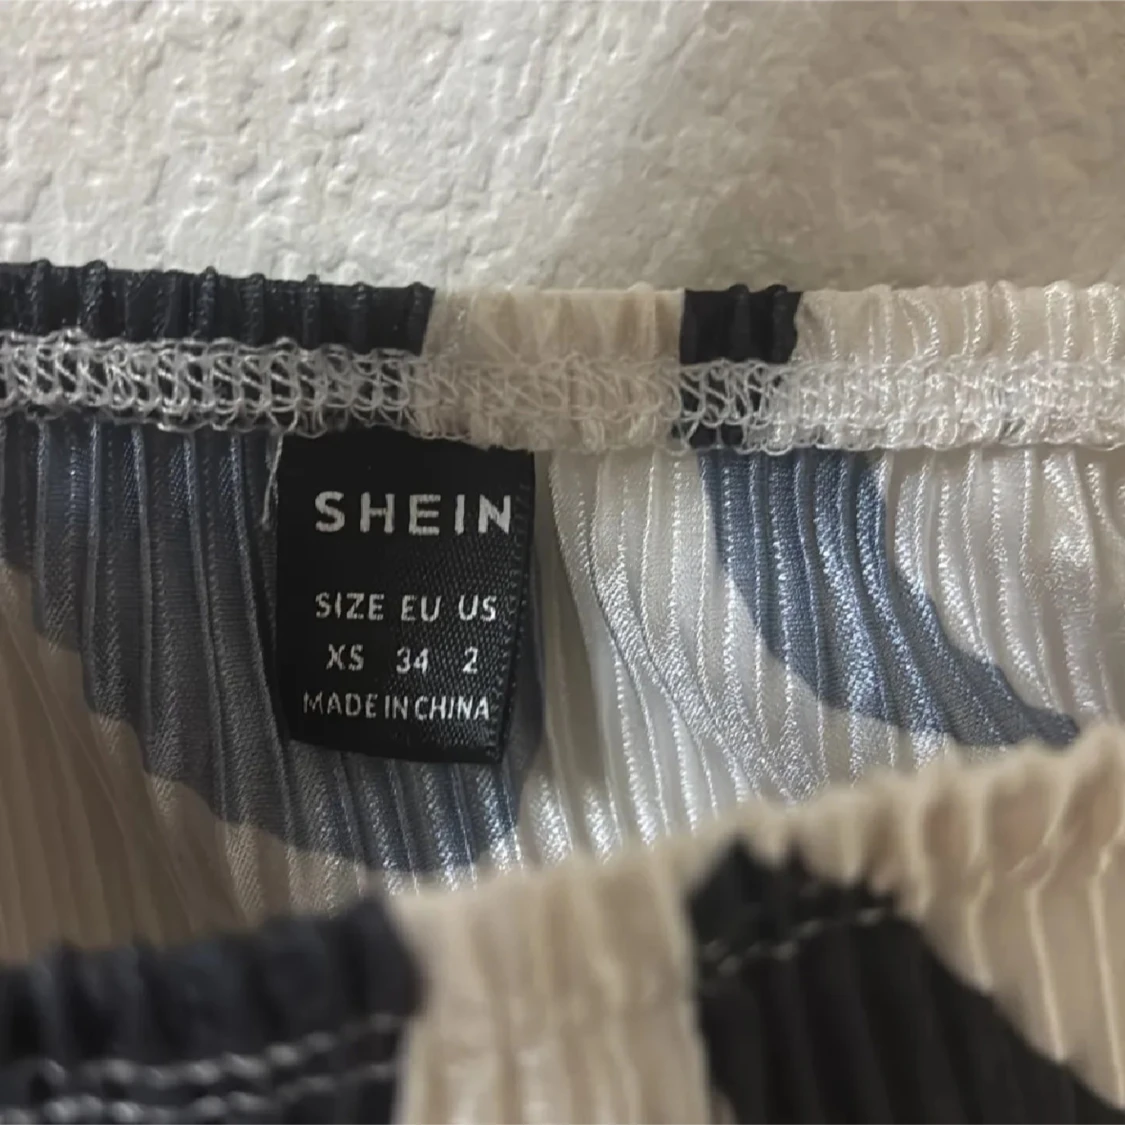 SHEIN
SIZE EU US
XS 34 2
MADE IN CHINA